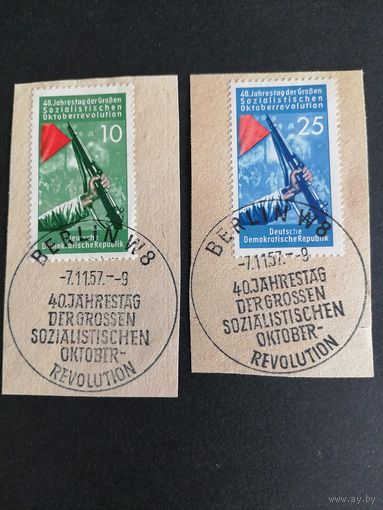 40. Jahrestag der Großen
Sozialistischen
Oktoberrevolution
10
Deutsche
Demokratische Republik
BERLIN W8
-7.11.57.--9
40.JAHRESTAG
DER GROSSEN
SOZIALISTISCHEN
OKTOBER-
REVOLUTION
40. Jahrestag der Großen
Sozialistischen
Oktoberrevolution
25
Deutsche
Demokratische Republik
BERLIN W8
-7.11.57.--9
40.JAHRESTAG
DER GROSSEN
SOZIALISTISCHEN
OKTOBER-
REVOLUTION
ay.by